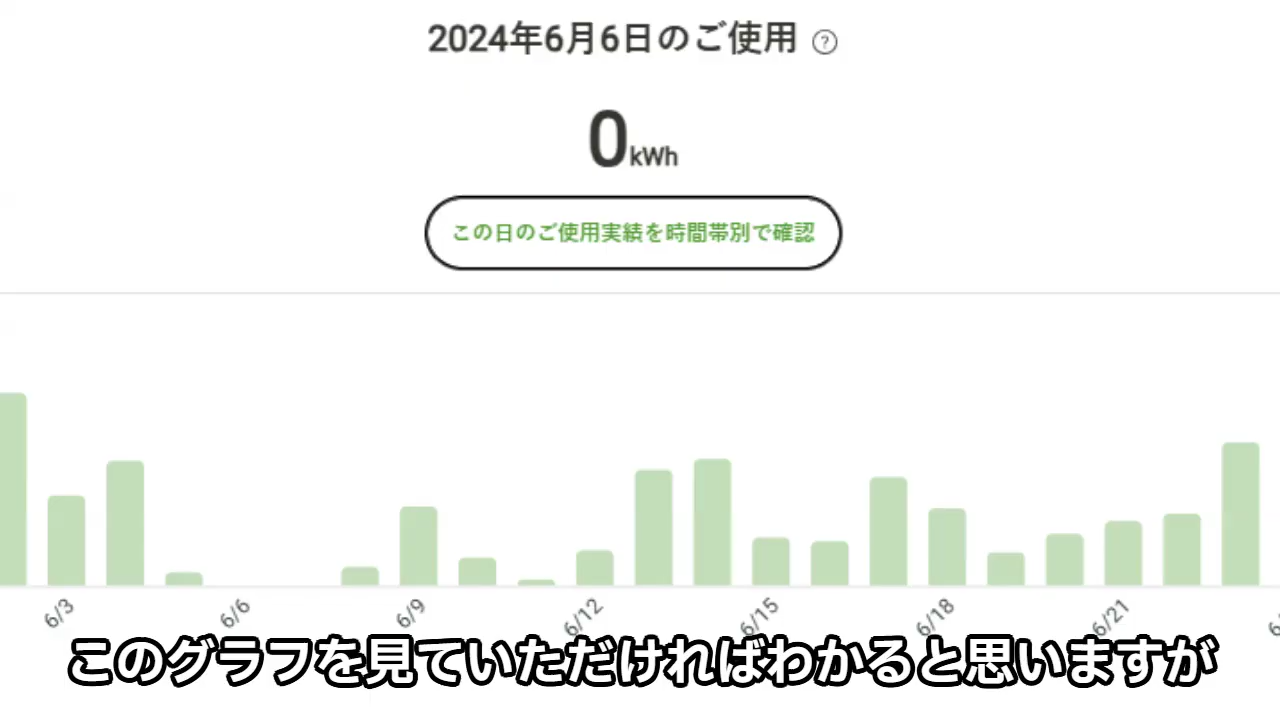 2024年6月6日のご使用 ?
0kWh
この日のご使用実績を時間帯別で確認
6/3 6/6 6/9 6/12 6/15 6/18 6/21
このグラフを見ていただければわかると思いますが